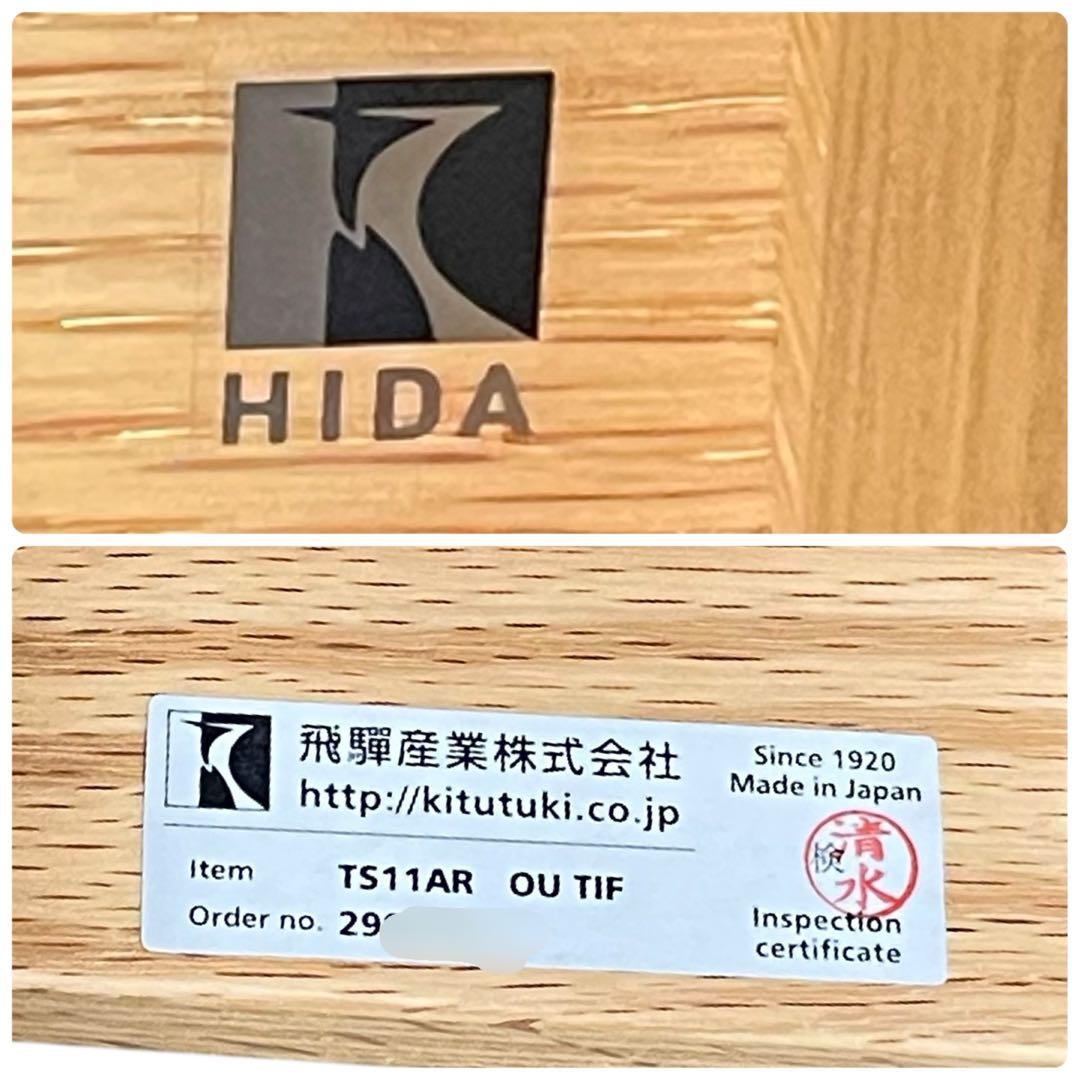 HIDA
飛騨産業株式会社
http://kitutuki.co.jp
Item TS11AR OU TIF
Order no. 29
Since 1920
Made in Japan
検
清水
Inspection
certificate